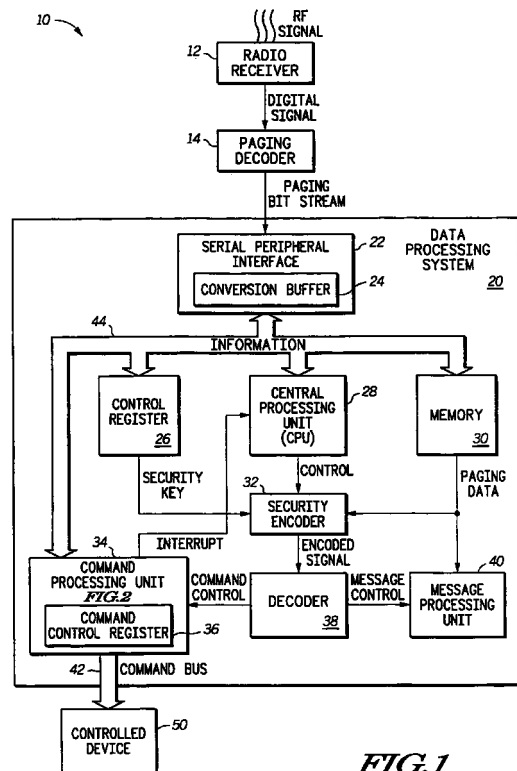 10
RF
SIGNAL
12
RADIO
RECEIVER
DIGITAL
SIGNAL
14
PAGING
DECODER
PAGING
BIT STREAM
SERIAL PERIPHERAL
INTERFACE
22
CONVERSION BUFFER
24
DATA
PROCESSING
SYSTEM
20
44
INFORMATION
CONTROL
REGISTER
26
CENTRAL
PROCESSING
UNIT
(CPU)
28
MEMORY
30
SECURITY
KEY
CONTROL
PAGING
DATA
32
SECURITY
ENCODER
INTERRUPT
34
COMMAND
PROCESSING UNIT
FIG.2
COMMAND
CONTROL REGISTER
36
ENCODED
SIGNAL
COMMAND
CONTROL
DECODER
38
MESSAGE
CONTROL
40
MESSAGE
PROCESSING
UNIT
42
COMMAND BUS
CONTROLLED
DEVICE
50
FIG.1